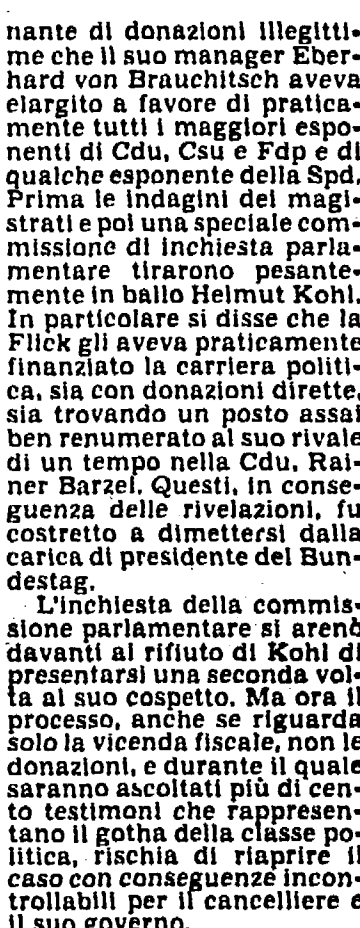 nante di donazioni illegitti-
me che il suo manager Eber-
hard von Brauchitsch aveva
elargito a favore di pratica-
mente tutti i maggiori espo-
nenti di Cdu, Csu e Fdp e di
qualche esponente della Spd.
Prima le indagini dei magi-
strati e poi una speciale com-
missione di inchiesta parla-
mentare tirarono pesante-
mente in ballo Helmut Kohl.
In particolare si disse che la
Flick gli aveva praticamente
finanziato la carriera politi-
ca, sia con donazioni dirette,
sia trovando un posto assai
ben renumerato al suo rivale
di un tempo nella Cdu, Rai-
ner Barzel. Questi, in conse-
guenza delle rivelazioni, fu
costretto a dimettersi dalla
carica di presidente del Bun-
destag.
L'inchiesta della commis-
sione parlamentare si arenò
davanti al rifiuto di Kohl di
presentarsi una seconda vol-
ta al suo cospetto. Ma ora il
processo, anche se riguarda
solo la vicenda fiscale, non le
donazioni, e durante il quale
saranno ascoltati più di cen-
to testimoni che rappresen-
tano il gotha della classe po-
litica, rischia di riaprire il
caso con conseguenze incon-
trollabili per il cancelliere e
il suo governo.